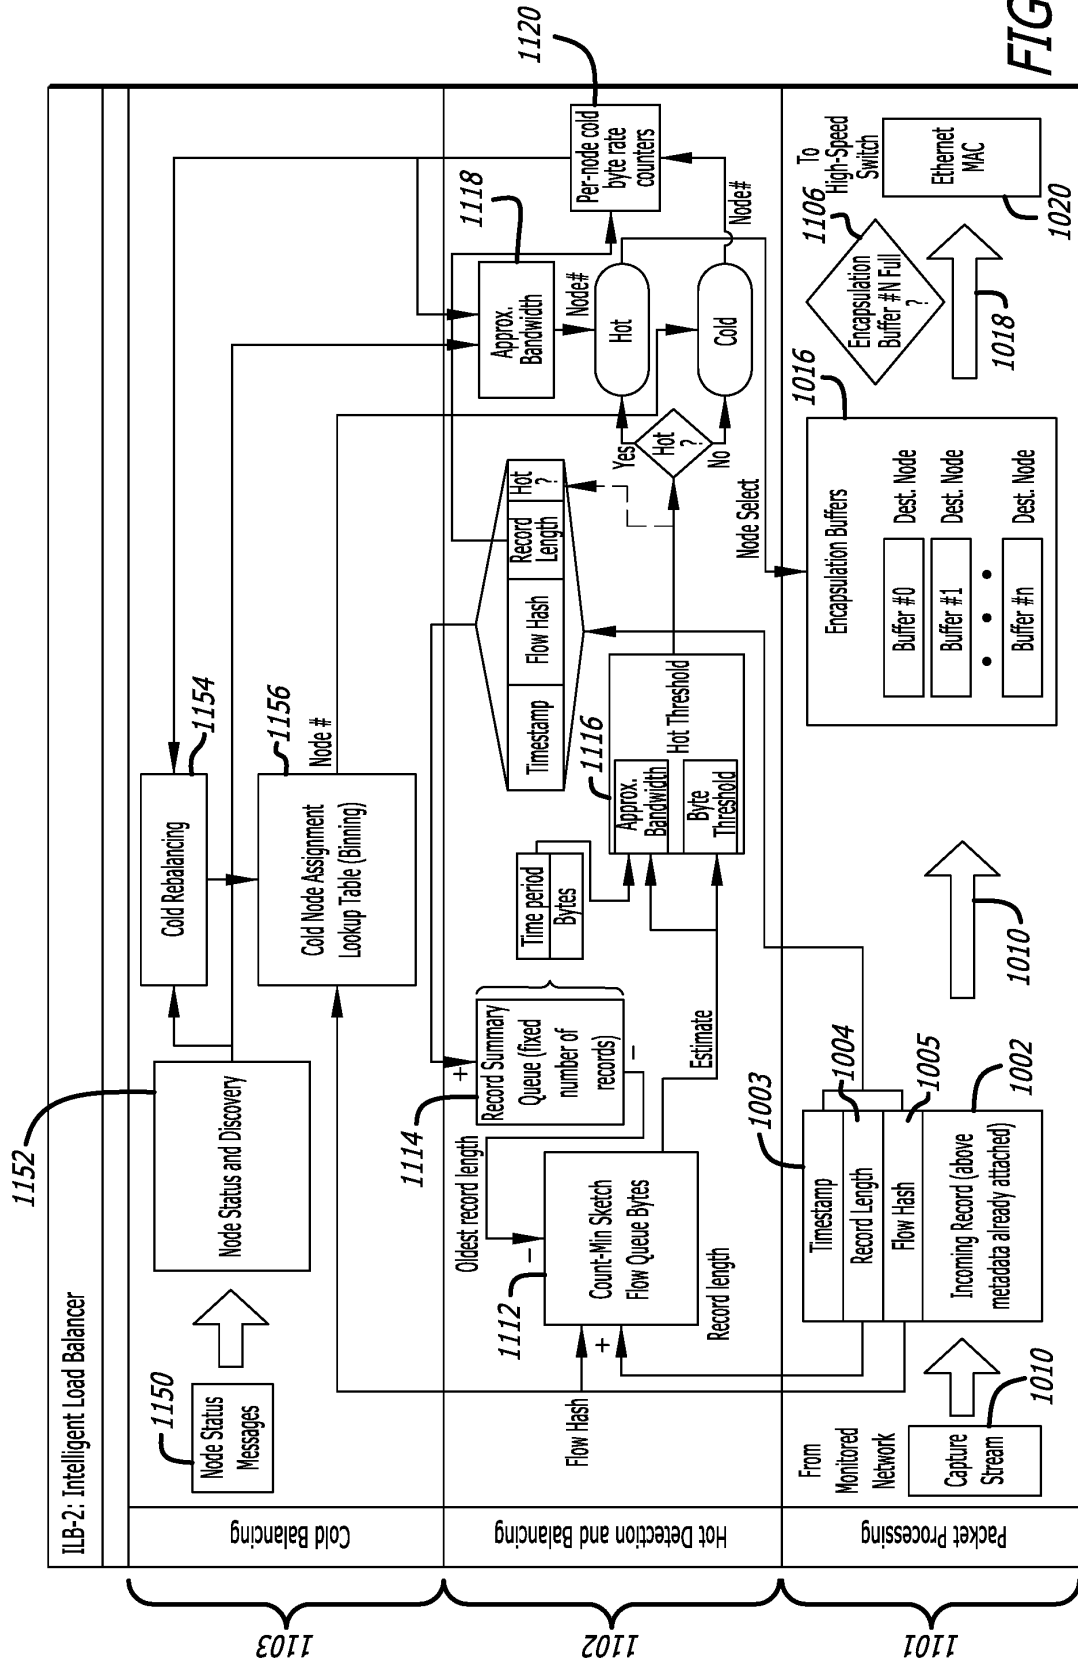 ILB-2: Intelligent Load Balancer
1103
Cold Balancing
1150
Node Status
Messages
1152
Node Status and Discovery
1154
Cold Rebalancing
1156
Cold Node Assignment
Lookup Table (Binning)
Node #
1102
Hot Detection and Balancing
Flow Hash
Oldest record length
1112
Count-Min Sketch
Flow Queue Bytes
+
−
Record length
1114
+
Record Summary
Queue (fixed
number of
records)
−
Estimate
Time period
Bytes
1116
Approx.
Bandwidth
Byte
Threshold
Hot Threshold
Timestamp
Flow Hash
Record
Length
Hot
?
Hot
?
Yes
No
1118
Approx.
Bandwidth
Node#
Hot
Cold
Node#
1120
Per-node cold
byte rate
counters
Node Select
1101
Packet Processing
From
Monitored
Network
Capture
Stream
1010
1003
Timestamp
1004
Record Length
1005
Flow Hash
1002
Incoming Record (above
metadata already attached)
1010
1016
Encapsulation Buffers
Buffer #0
Dest. Node
Buffer #1
Dest. Node
Buffer #n
Dest. Node
1106
Encapsulation
Buffer #N Full
?
1018
To
High-Speed
Switch
Ethernet
MAC
1020
FIG